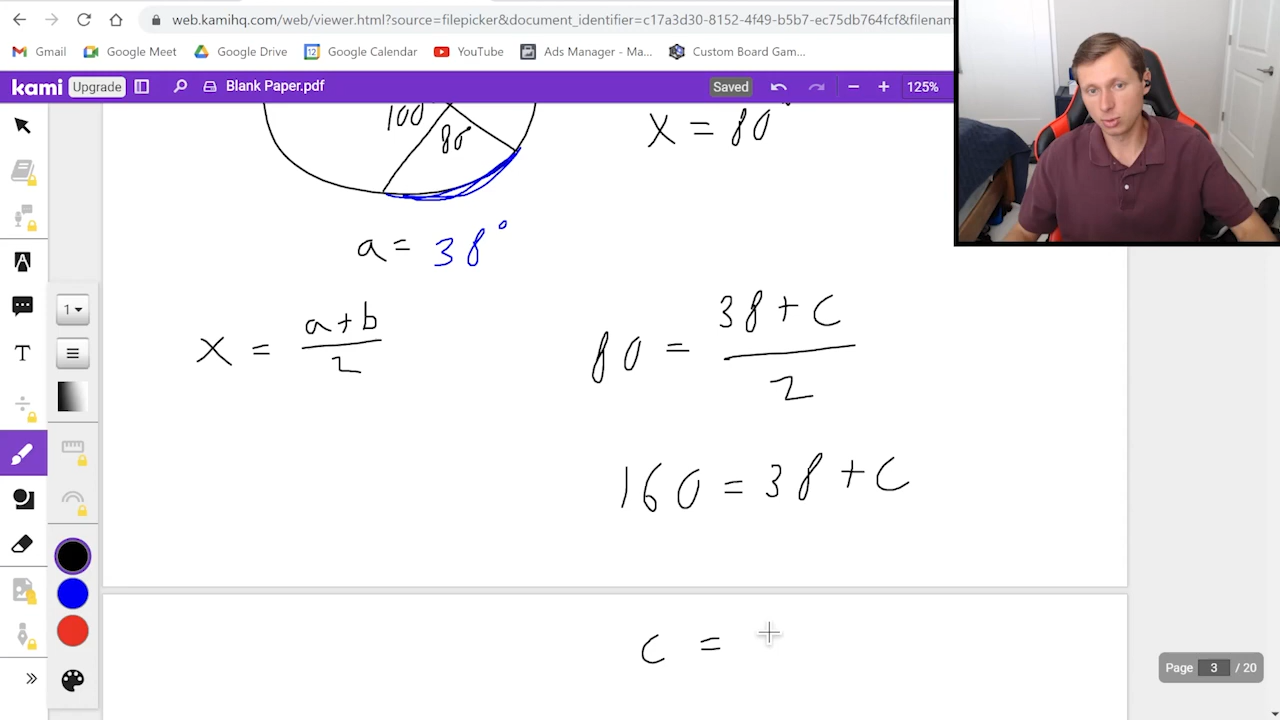 web.kamihq.com/web/viewer.html?source=filepicker&document_identifier=c17a3d30-8152-4f49-b5b7-ec75db764fcf&filenam
Gmail Google Meet Google Drive Google Calendar YouTube Ads Manager - Ma... Custom Board Gam...
31
kami Upgrade Blank Paper.pdf Saved 125%
100
80°
x = 80°
a = 38°
x = a+b / 2
80 = 38 + c / 2
160 = 38 + c
c =
T
1
Page 3 / 20